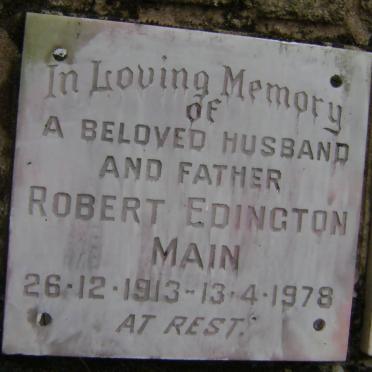 In Loving Memory
of
A BELOVED HUSBAND
AND FATHER
ROBERT EDINGTON
MAIN
26·12·1913-13·4·1978
AT REST.